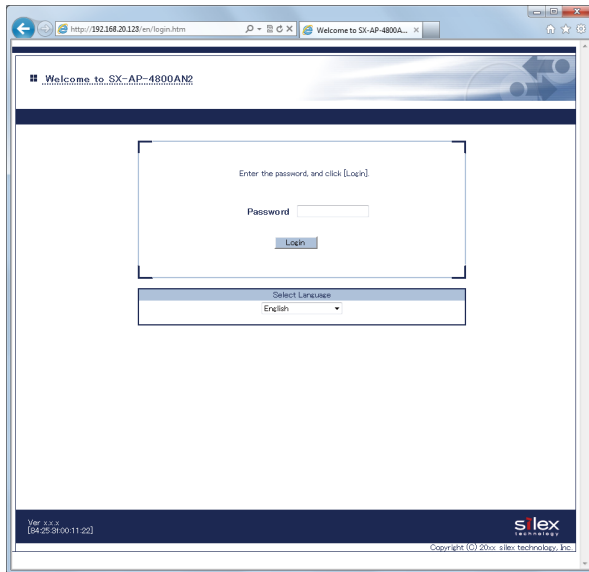 http://192.168.20.123/en/login.htm
Welcome to SX-AP-4800A...
Welcome to SX-AP-4800AN2
Enter the password, and click [Login].
Password
Login
Select Language
English
Ver x.x.x
[84:25:3f:00:11:22]
silex
technology
Copyright (C) 20xx silex technology, Inc.